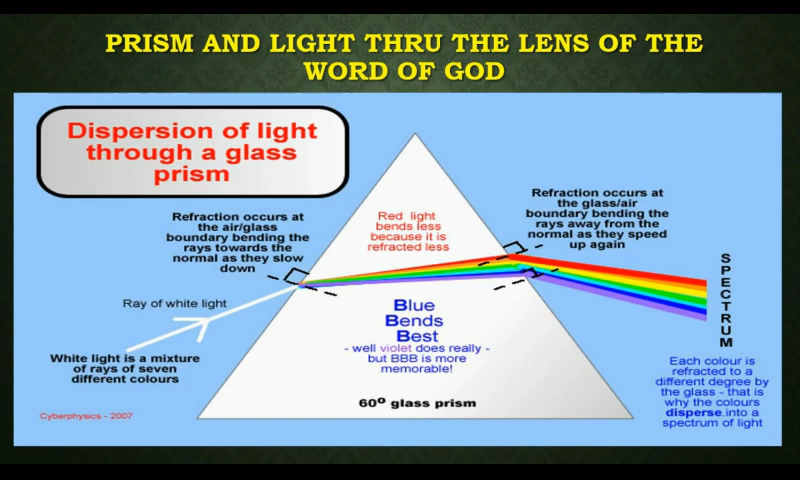 PRISM AND LIGHT THRU THE LENS OF THE
WORD OF GOD
Dispersion of light
through a glass
prism
Refraction occurs at
the air/glass
boundary bending the
rays towards the
normal as they slow
down
Red light
bends less
because it is
refracted less
Refraction occurs at
the glass/air
boundary bending the
rays away from the
normal as they speed
up again
Ray of white light
White light is a mixture
of rays of seven
different colours
Blue
Bends
Best
- well violet does really -
but BBB is more
memorable!
60º glass prism
SPECTRUM
Each colour is
refracted to a
different degree by
the glass - that is
why the colours
disperse.into a
spectrum of light
Cyberphysics - 2007